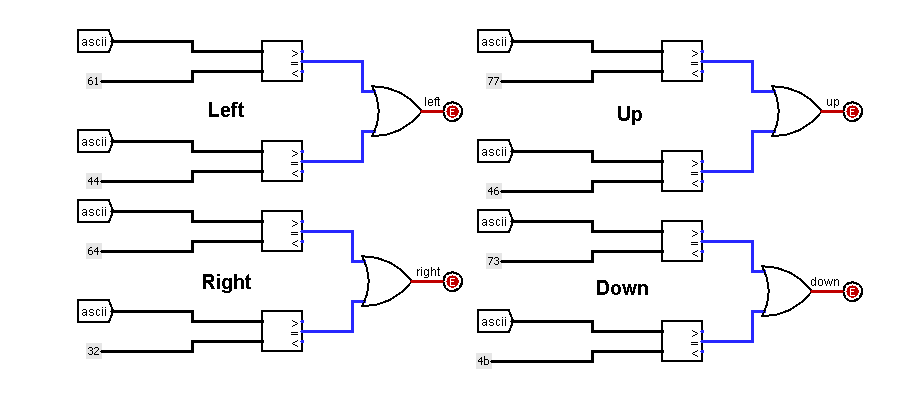 ascii
>
=
<
61
Left
left
E
ascii
>
=
<
44
ascii
>
=
<
64
Right
right
E
ascii
>
=
<
32
ascii
>
=
<
77
Up
up
E
ascii
>
=
<
46
ascii
>
=
<
73
Down
down
E
ascii
>
=
<
4b